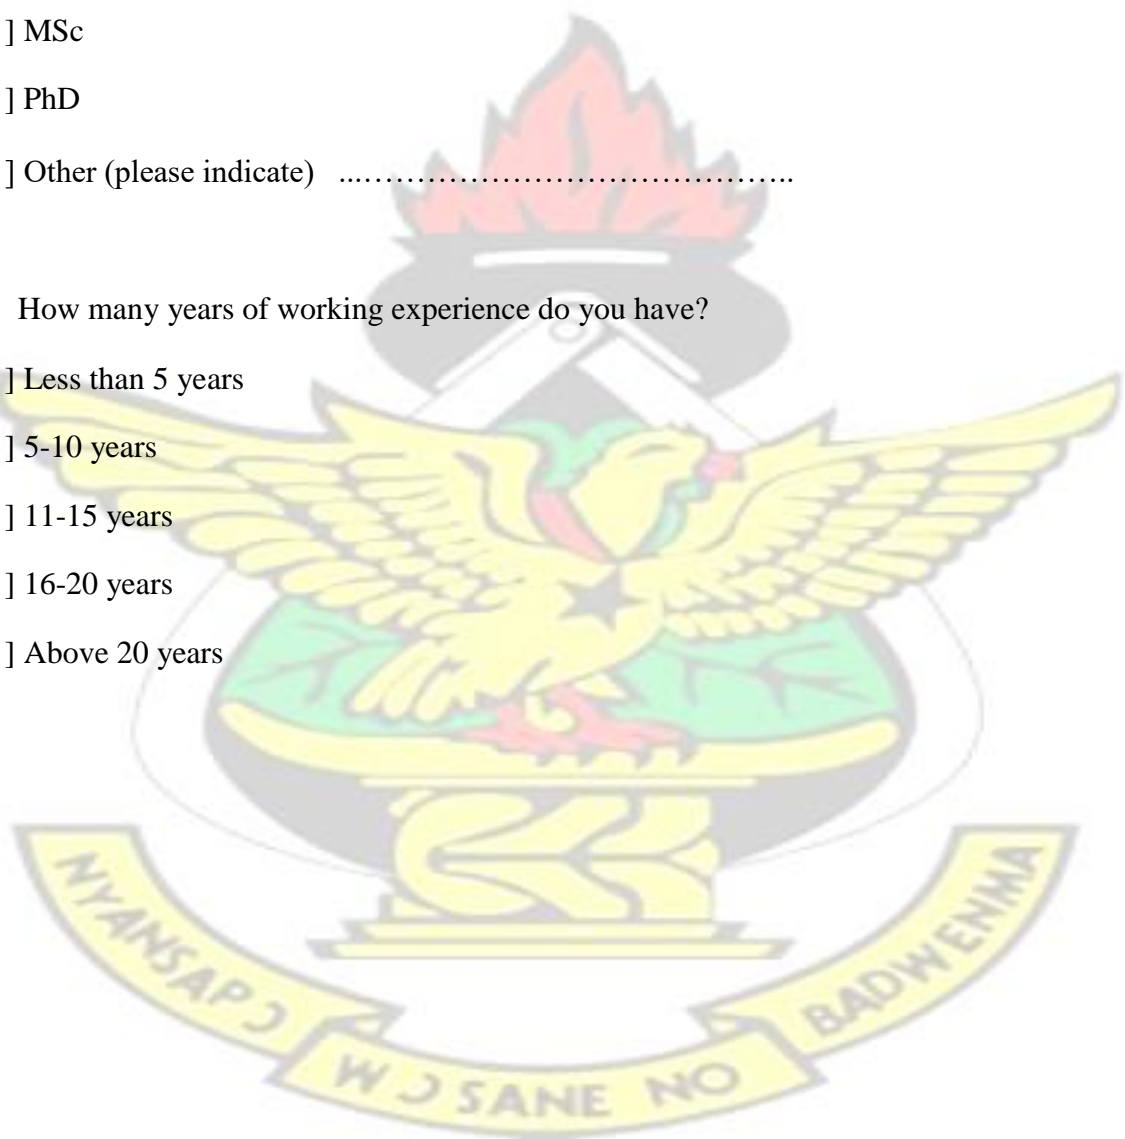 ] MSc
] PhD
] Other (please indicate) ...……………………………………..
How many years of working experience do you have?
] Less than 5 years
] 5-10 years
] 11-15 years
] 16-20 years
] Above 20 years
NYANSAPƆ
WƆ SANE NO
BADWENMA